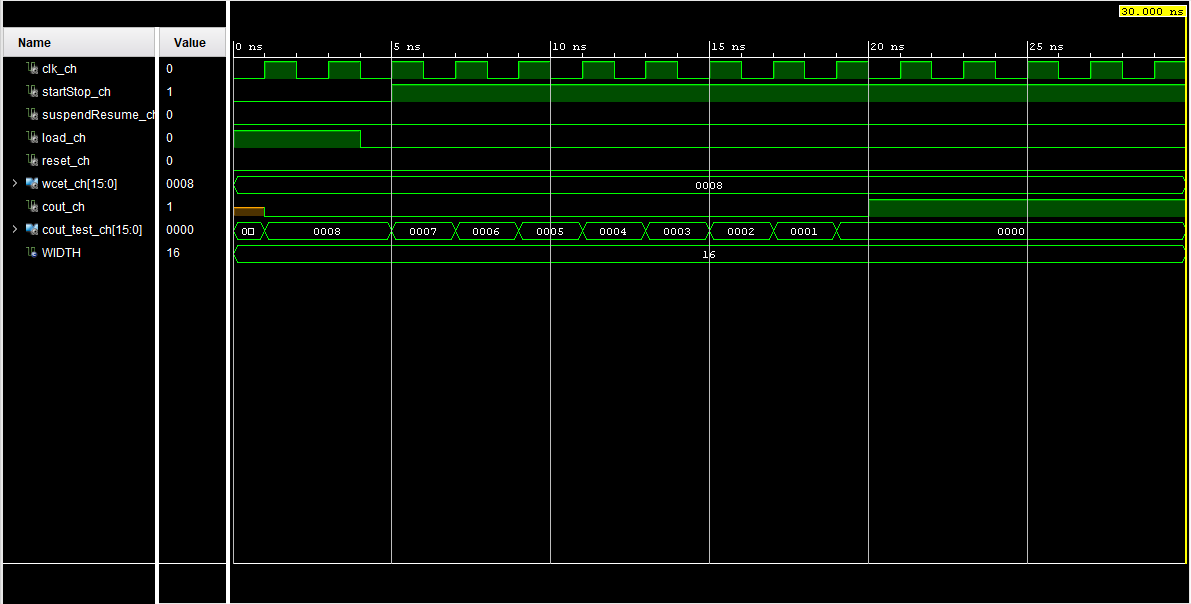 30.000 ns
Name Value
0 ns 5 ns 10 ns 15 ns 20 ns 25 ns
clk_ch 0
startStop_ch 1
suspendResume_ch 0
load_ch 0
reset_ch 0
wcet_ch[15:0] 0008 0008
cout_ch 1
cout_test_ch[15:0] 0000 0008 0007 0006 0005 0004 0003 0002 0001 0000
WIDTH 16 16